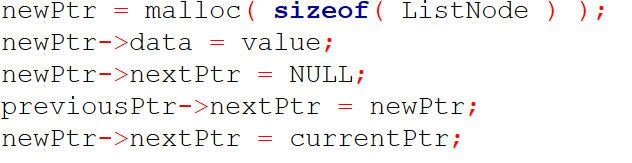 newPtr = malloc( sizeof( ListNode ) );
newPtr->data = value;
newPtr->nextPtr = NULL;
previousPtr->nextPtr = newPtr;
newPtr->nextPtr = currentPtr;